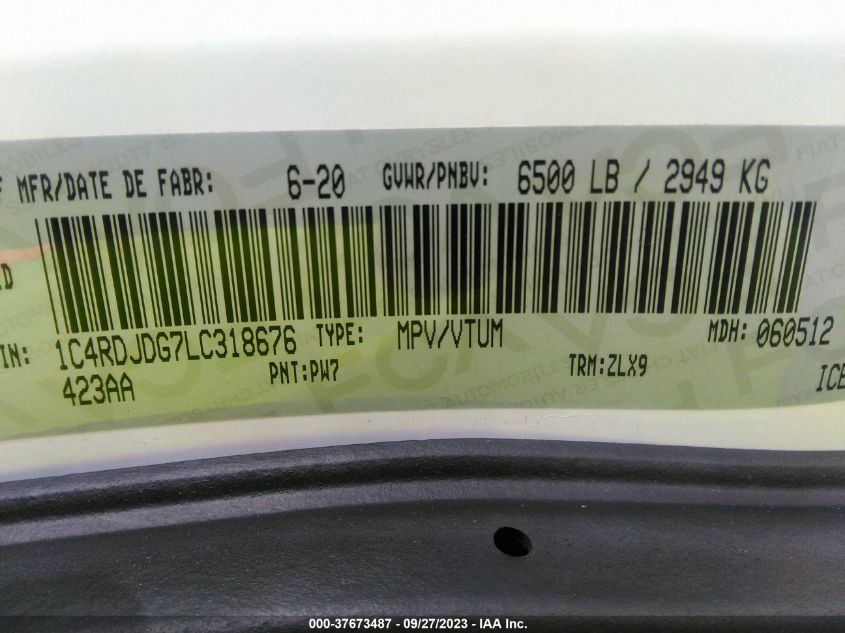 F MFR/DATE DE FABR: 6-20 GVWR/PNBV: 6500 LB / 2949 KG
IN: 1C4RDJDG7LC318676 TYPE: MPV/VTUM MDH: 060512
423AA PNT:PW7 TRM:ZLX9 ICE
000-37673487 - 09/27/2023 - IAA Inc.